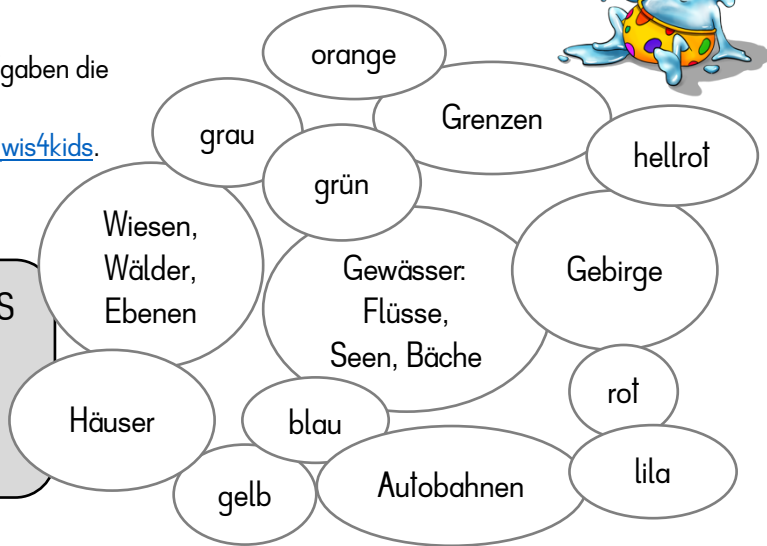 gaben die
wis4kids.
S
orange
Grenzen
grau
hellrot
grün
Wiesen,
Wälder,
Ebenen
Gewässer:
Flüsse,
Seen, Bäche
Gebirge
rot
Häuser
blau
lila
gelb
Autobahnen